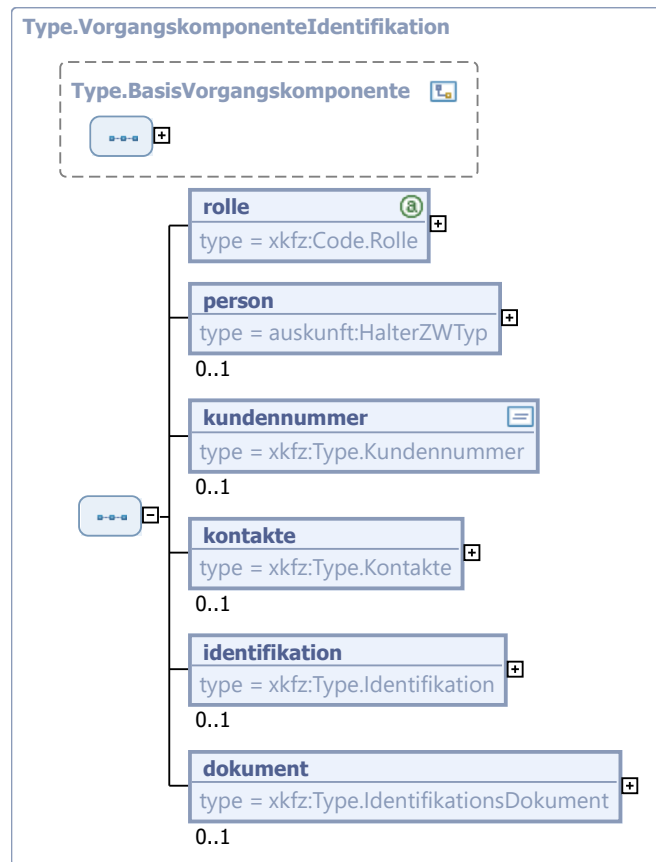 Type.VorgangskomponenteIdentifikation
Type.BasisVorgangskomponente
rolle
type = xkfz:Code.Rolle
person
type = auskunft:HalterZWTyp
0..1
kundennummer
type = xkfz:Type.Kundennummer
0..1
kontakte
type = xkfz:Type.Kontakte
0..1
identifikation
type = xkfz:Type.Identifikation
0..1
dokument
type = xkfz:Type.IdentifikationsDokument
0..1